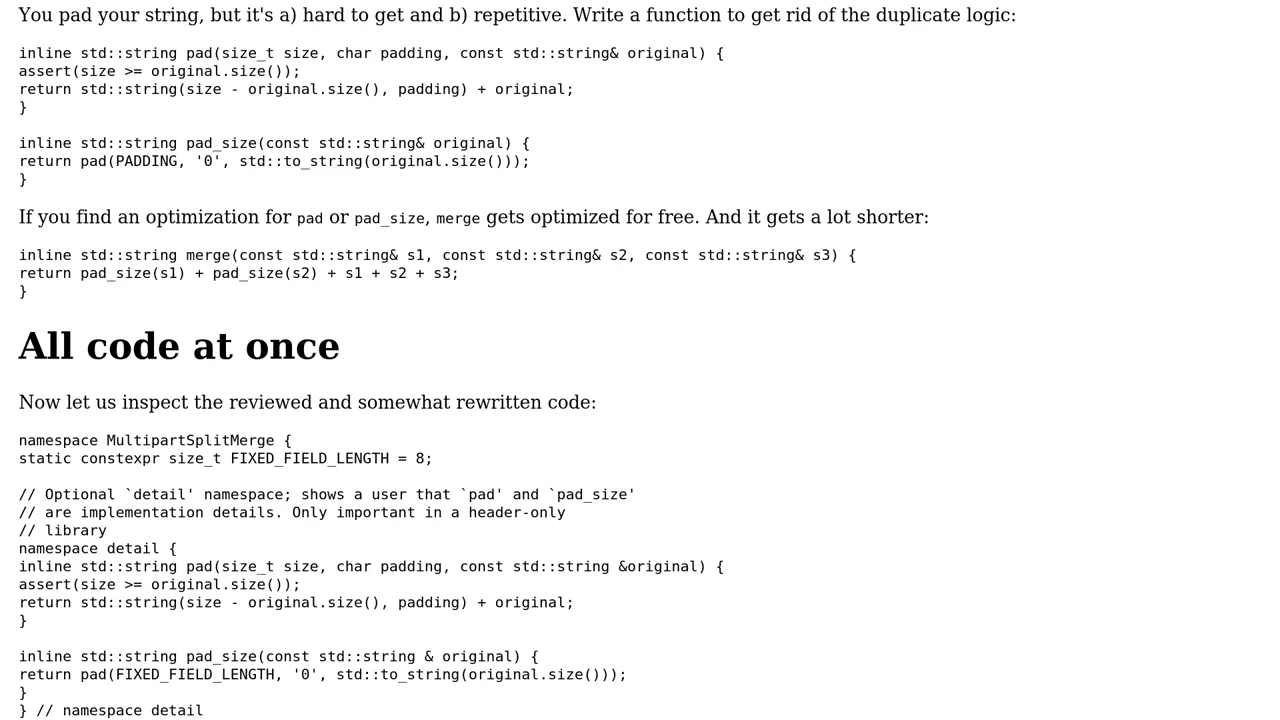 You pad your string, but it's a) hard to get and b) repetitive. Write a function to get rid of the duplicate logic:
inline std::string pad(size_t size, char padding, const std::string& original) {
assert(size >= original.size());
return std::string(size - original.size(), padding) + original;
}
inline std::string pad_size(const std::string& original) {
return pad(PADDING, '0', std::to_string(original.size()));
}
If you find an optimization for pad or pad_size, merge gets optimized for free. And it gets a lot shorter:
inline std::string merge(const std::string& s1, const std::string& s2, const std::string& s3) {
return pad_size(s1) + pad_size(s2) + s1 + s2 + s3;
}
All code at once
Now let us inspect the reviewed and somewhat rewritten code:
namespace MultipartSplitMerge {
static constexpr size_t FIXED_FIELD_LENGTH = 8;
// Optional `detail' namespace; shows a user that `pad' and `pad_size'
// are implementation details. Only important in a header-only
// library
namespace detail {
inline std::string pad(size_t size, char padding, const std::string &original) {
assert(size >= original.size());
return std::string(size - original.size(), padding) + original;
}
inline std::string pad_size(const std::string & original) {
return pad(FIXED_FIELD_LENGTH, '0', std::to_string(original.size()));
}
} // namespace detail